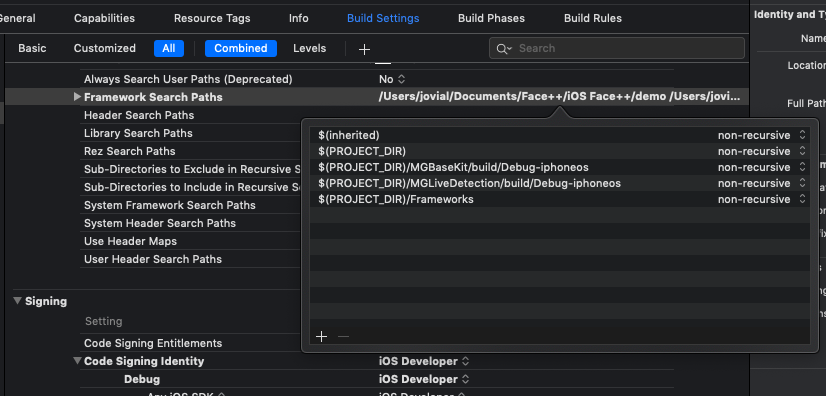 General Capabilities Resource Tags Info Build Settings Build Phases Build Rules
Identity and Ty
Basic Customized All Combined Levels + Search
Name
Always Search User Paths (Deprecated) No
Location
Framework Search Paths /Users/jovial/Documents/Face++/iOS Face++/demo /Users/jovi...
Full Path
Header Search Paths
Library Search Paths
Rez Search Paths
Sub-Directories to Exclude in Recursive S
Sub-Directories to Include in Recursive S
System Framework Search Paths
System Header Search Paths
Use Header Maps
User Header Search Paths
$(inherited) non-recursive
$(PROJECT_DIR) non-recursive
$(PROJECT_DIR)/MGBaseKit/build/Debug-iphoneos non-recursive
$(PROJECT_DIR)/MGLiveDetection/build/Debug-iphoneos non-recursive
$(PROJECT_DIR)/Frameworks non-recursive
+ —
Signing
Setting
Code Signing Entitlements
Code Signing Identity iOS Developer
Debug iOS Developer
Any iOS SDK iOS Developer